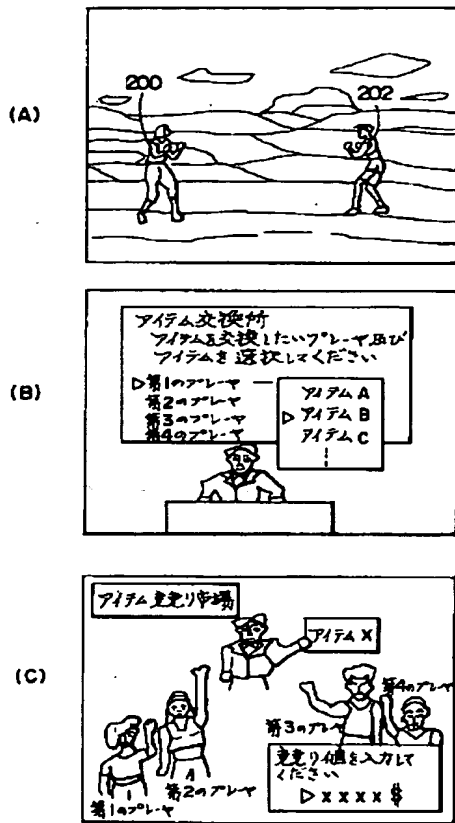 (A)
200
202
(B)
アイテム交換所
アイテムを交換したいプレーヤ及び
アイテムを選択してください
▷第1のプレーヤ
第2のプレーヤ
第3のプレーヤ
第4のプレーヤ
アイテムA
▷アイテムB
アイテムC
(C)
アイテム競売り市場
アイテムX
第4のプレーヤ
第3のプレーヤ
第2のプレーヤ
第1のプレーヤ
競売り値を入力して
ください
▷××××$